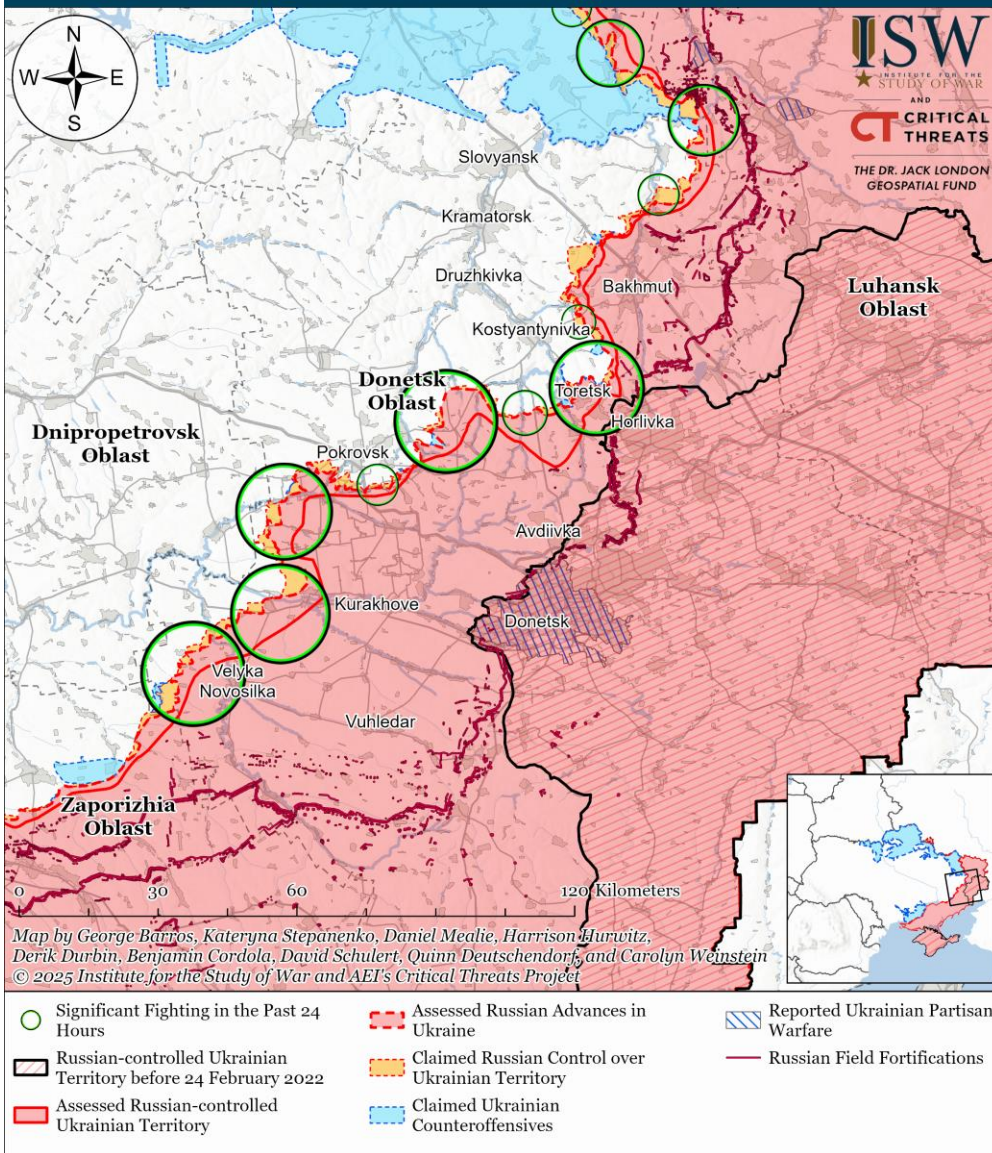 N
W
E
S
ISW
INSTITUTE FOR THE
STUDY OF WAR
AND
CT CRITICAL
THREATS
THE DR. JACK LONDON
GEOSPATIAL FUND
Slovyansk
Kramatorsk
Druzhkivka
Bakhmut
Luhansk
Oblast
Kostyantynivka
Donetsk
Oblast
Toretsk
Dnipropetrovsk
Oblast
Horlivka
Pokrovsk
Avdiivka
Kurakhove
Donetsk
Velyka
Novosilka
Vuhledar
Zaporizhia
Oblast
0
30
60
120 Kilometers
Map by George Barros, Kateryna Stepanenko, Daniel Mealie, Harrison Hurwitz,
Derik Durbin, Benjamin Cordola, David Schulert, Quinn Deutschendorf, and Carolyn Weinstein
© 2025 Institute for the Study of War and AEI's Critical Threats Project
Significant Fighting in the Past 24
Hours
Russian-controlled Ukrainian
Territory before 24 February 2022
Assessed Russian-controlled
Ukrainian Territory
Assessed Russian Advances in
Ukraine
Claimed Russian Control over
Ukrainian Territory
Claimed Ukrainian
Counteroffensives
Reported Ukrainian Partisan
Warfare
Russian Field Fortifications